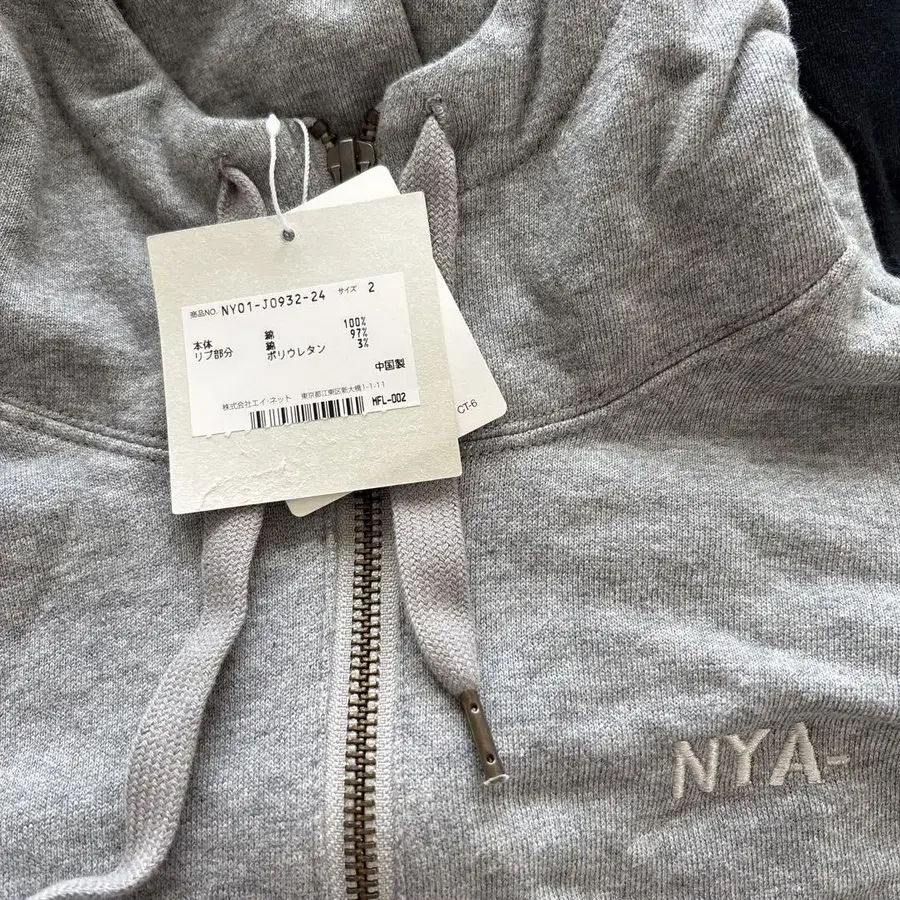 商品NO. NY01-J0932-24 サイズ 2
本体 綿 100%
リブ部分 綿 97%
ポリウレタン 3%
中国製
株式会社エイ・ネット 東京都江東区新大橋1-1-11
MFL-002
CT-6
NYA-